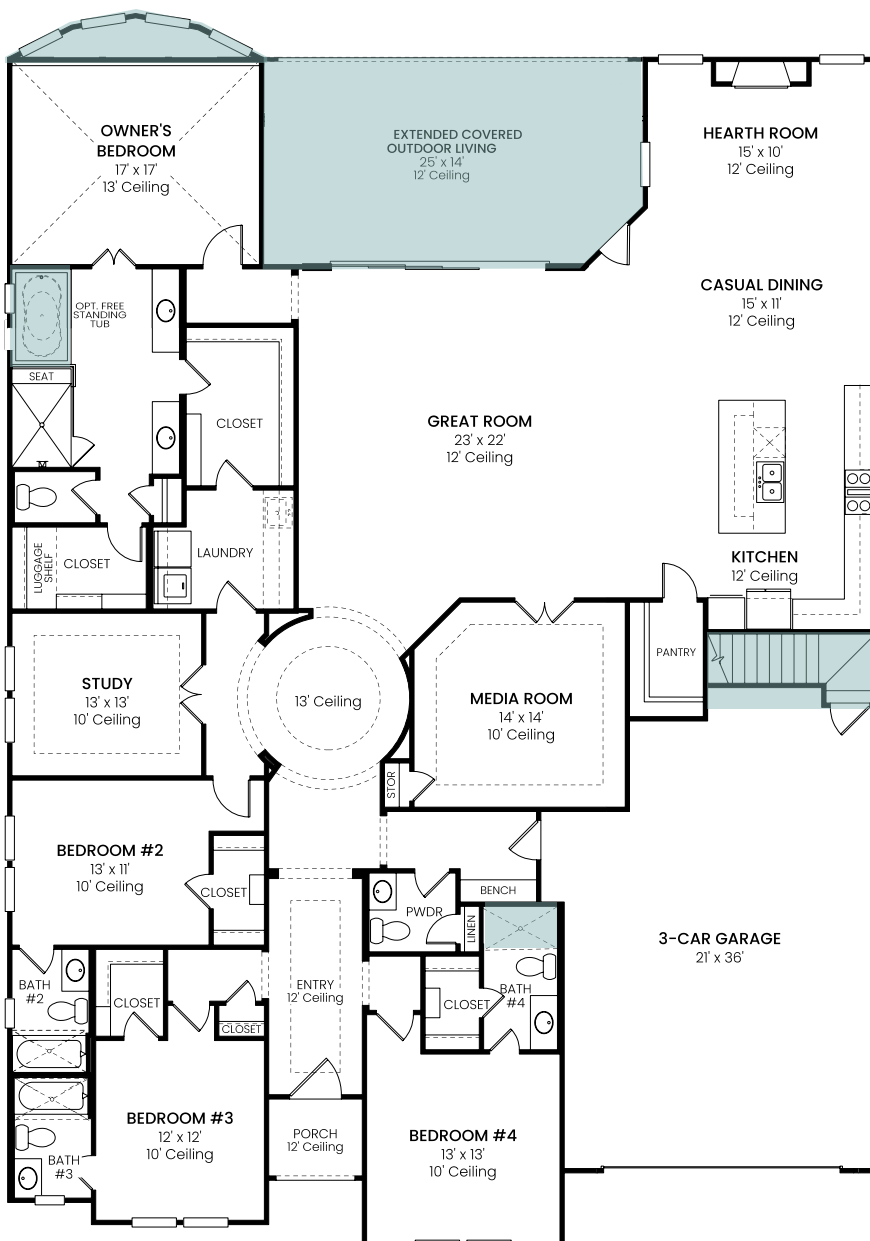 OWNER'S
BEDROOM
17' x 17'
13' Ceiling
EXTENDED COVERED
OUTDOOR LIVING
25' x 14'
12' Ceiling
HEARTH ROOM
15' x 10'
12' Ceiling
OPT. FREE
STANDING
TUB
CASUAL DINING
15' x 11'
12' Ceiling
SEAT
CLOSET
GREAT ROOM
23' x 22'
12' Ceiling
LUGGAGE
SHELF
CLOSET
LAUNDRY
KITCHEN
12' Ceiling
PANTRY
STUDY
13' x 13'
10' Ceiling
13' Ceiling
MEDIA ROOM
14' x 14'
10' Ceiling
STOR
BEDROOM #2
13' x 11'
10' Ceiling
CLOSET
BENCH
PWDR
LINEN
3-CAR GARAGE
21' x 36'
BATH
#2
CLOSET
CLOSET
ENTRY
12' Ceiling
CLOSET
BATH
#4
BEDROOM #3
12' x 12'
10' Ceiling
PORCH
12' Ceiling
BEDROOM #4
13' x 13'
10' Ceiling
BATH
#3